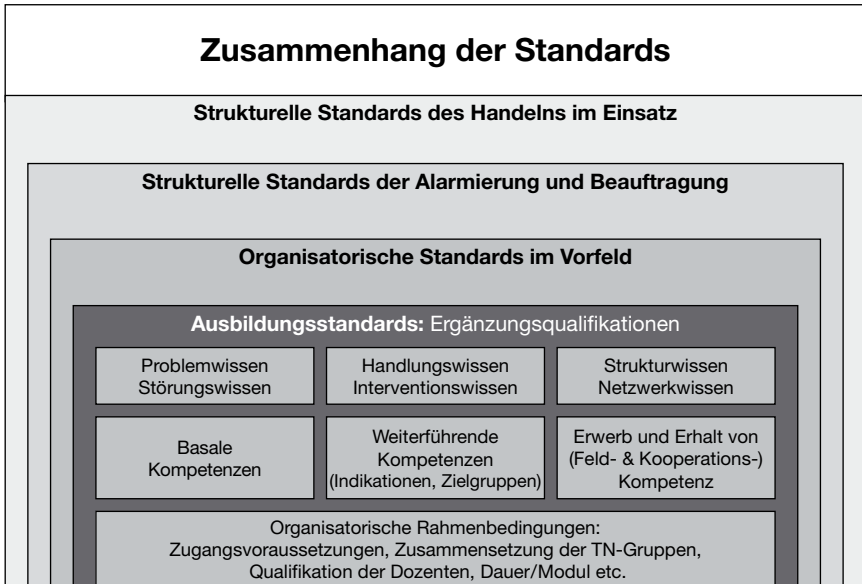 Zusammenhang der Standards
Strukturelle Standards des Handelns im Einsatz
Strukturelle Standards der Alarmierung und Beauftragung
Organisatorische Standards im Vorfeld
Ausbildungsstandards: Ergänzungsqualifikationen
Problemwissen
Störungswissen
Handlungswissen
Interventionswissen
Strukturwissen
Netzwerkwissen
Basale
Kompetenzen
Weiterführende
Kompetenzen
(Indikationen, Zielgruppen)
Erwerb und Erhalt von
(Feld- & Kooperations-)
Kompetenz
Organisatorische Rahmenbedingungen:
Zugangsvoraussetzungen, Zusammensetzung der TN-Gruppen,
Qualifikation der Dozenten, Dauer/Modul etc.